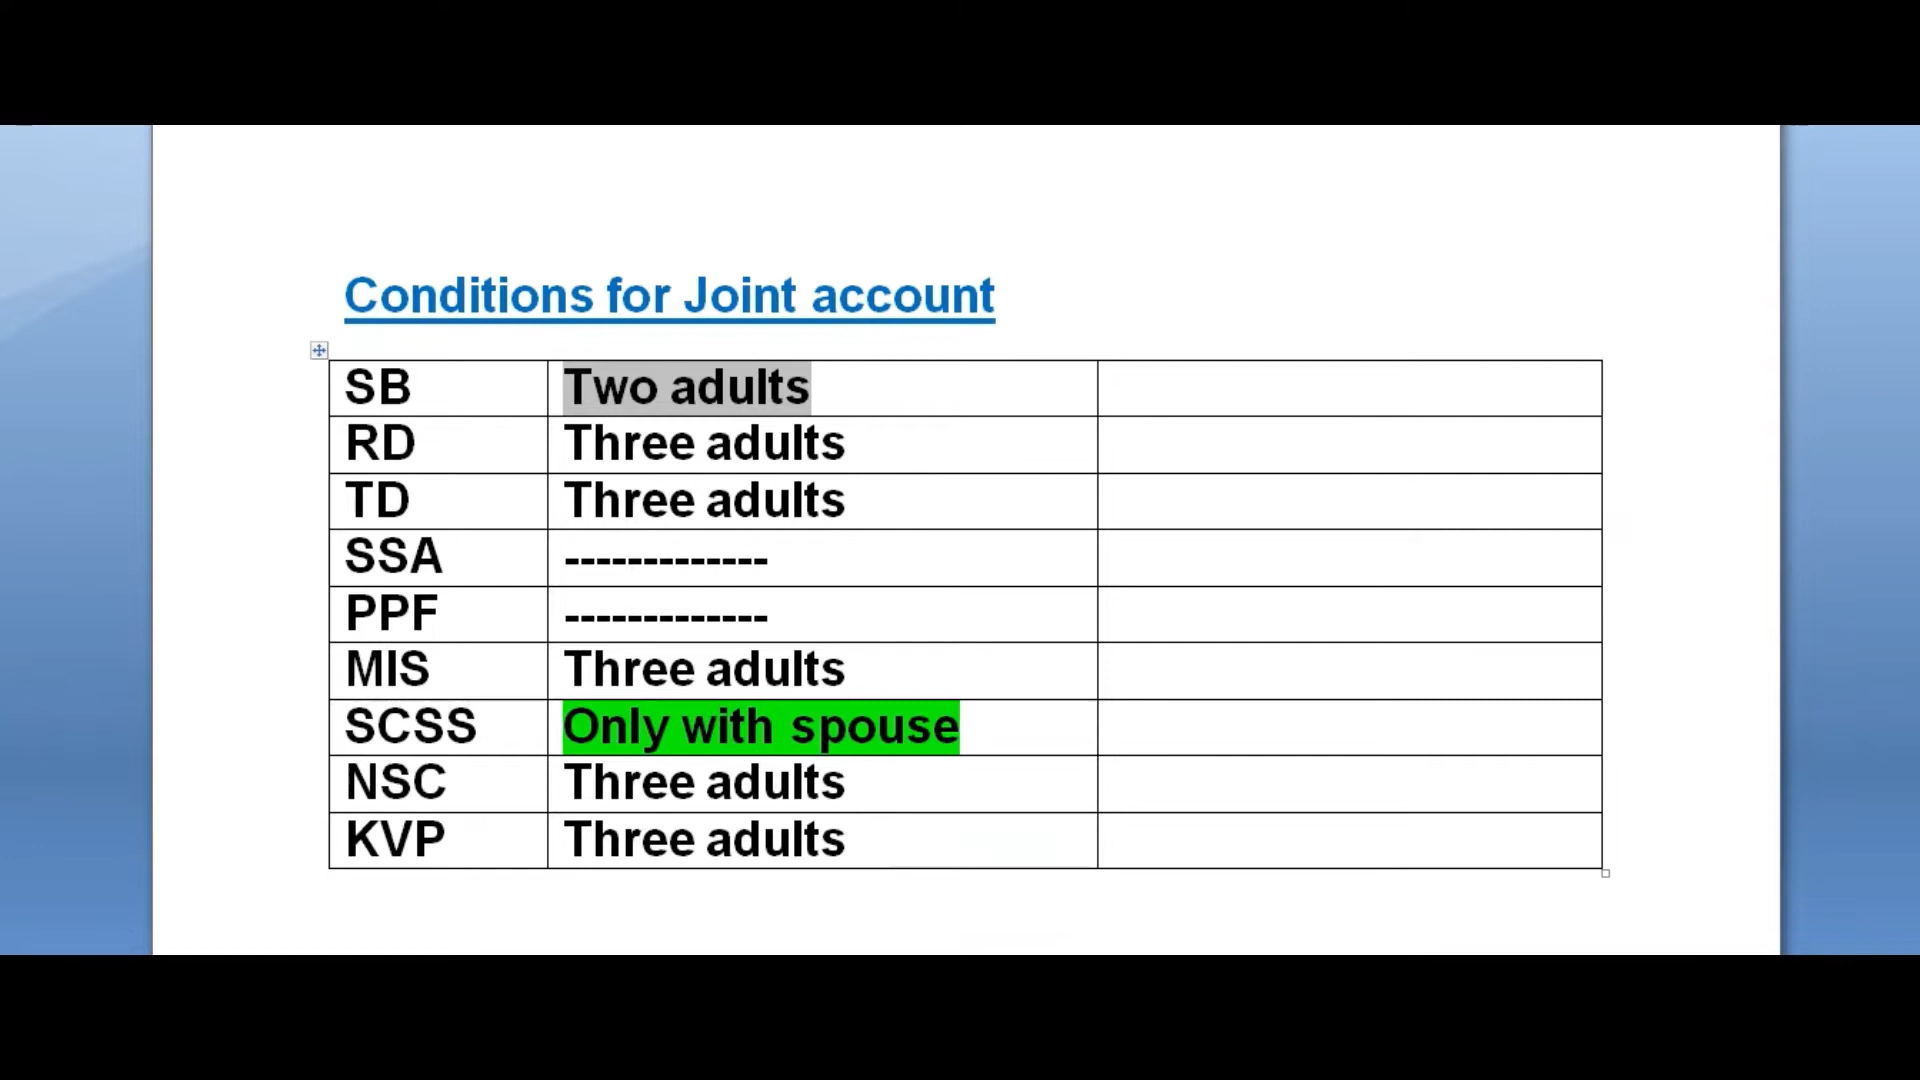 Conditions for Joint account
SB Two adults
RD Three adults
TD Three adults
SSA -------------
PPF -------------
MIS Three adults
SCSS Only with spouse
NSC Three adults
KVP Three adults